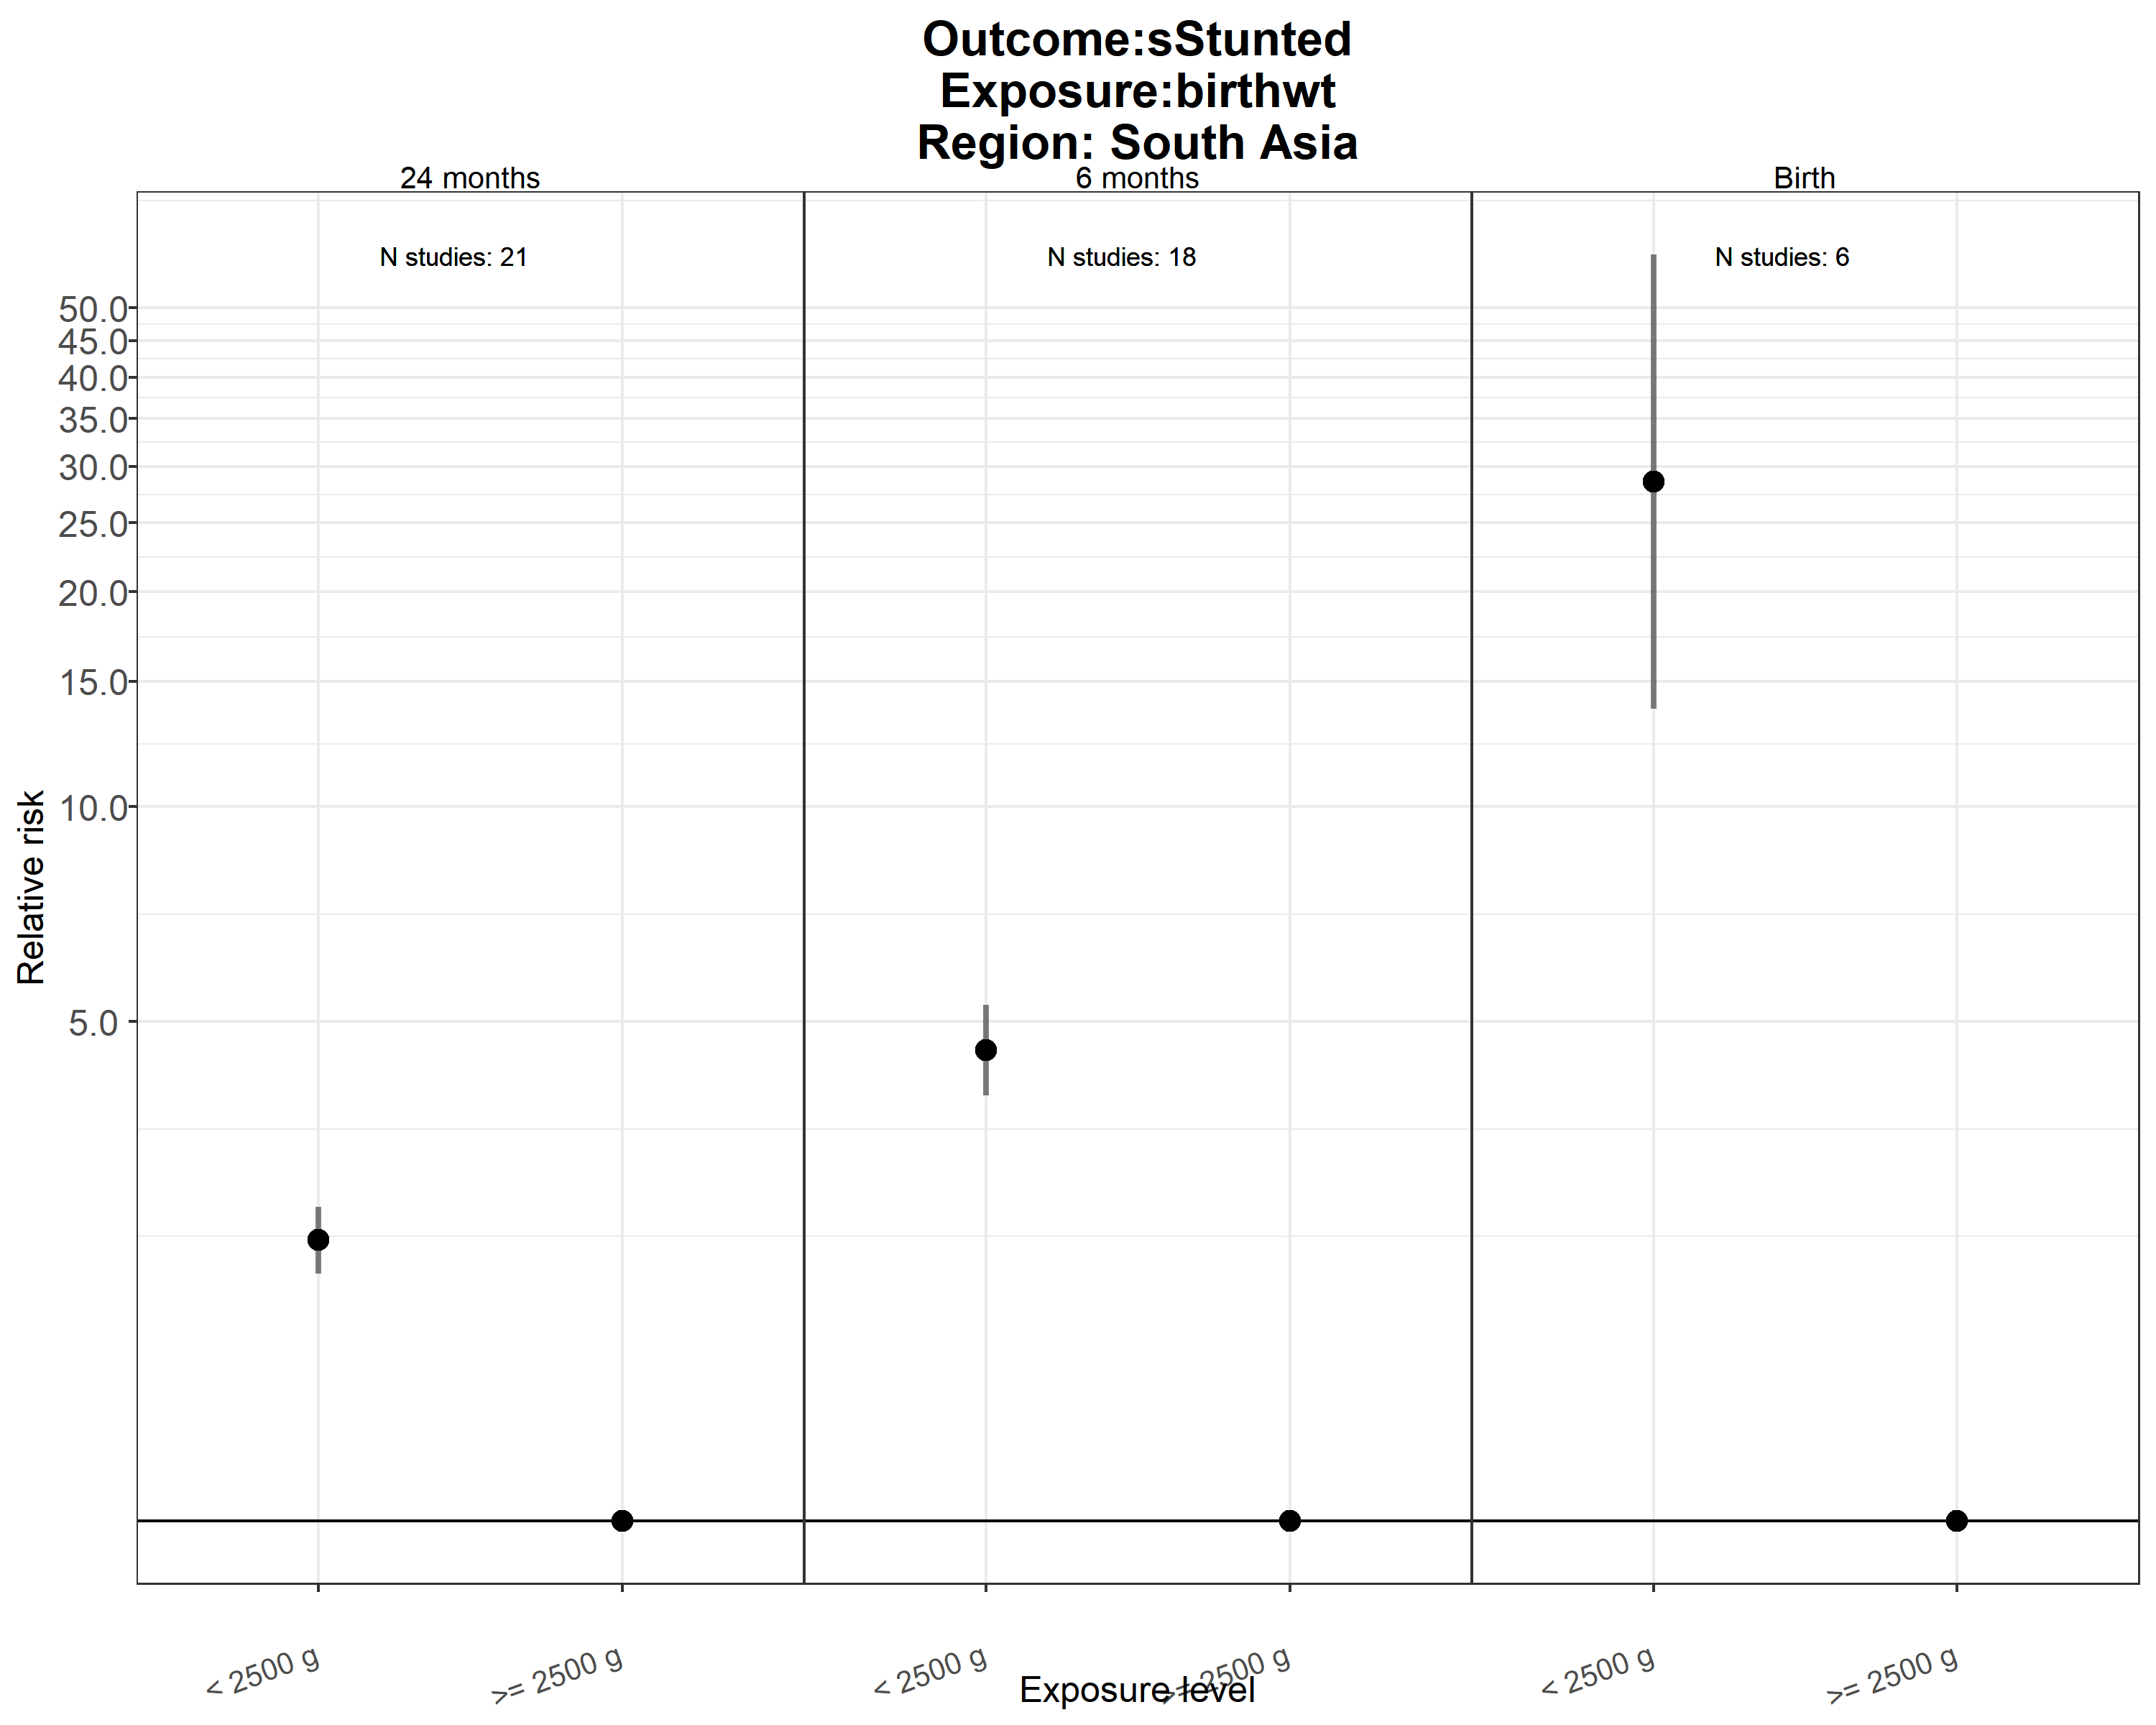 Outcome:sStunted
Exposure:birthwt
Region: South Asia
24 months
6 months
Birth
N studies: 21
N studies: 18
N studies: 6
50.0
45.0
40.0
35.0
30.0
25.0
20.0
15.0
10.0
5.0
Relative risk
< 2500 g
>= 2500 g
< 2500 g
>= 2500 g
< 2500 g
>= 2500 g
Exposure level